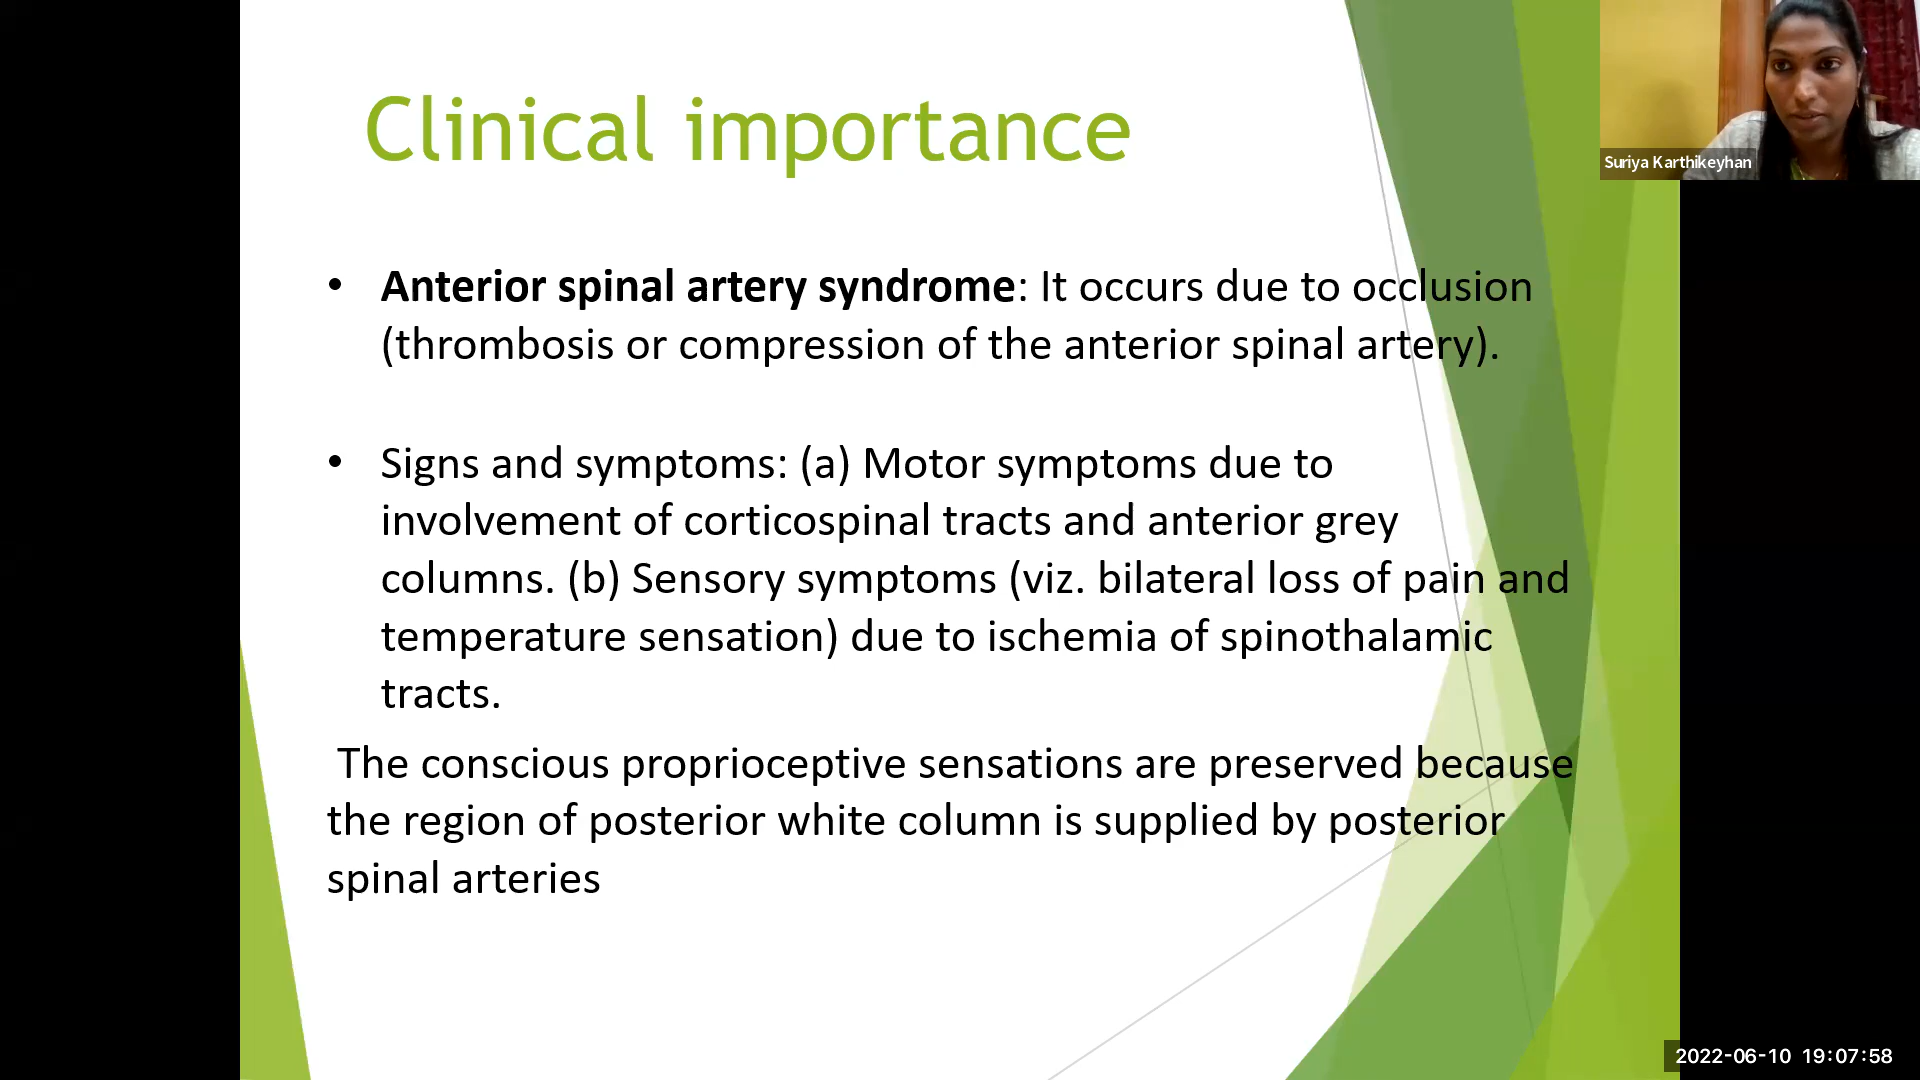 Clinical importance
Suriya Karthikeyhan
• Anterior spinal artery syndrome: It occurs due to occlusion
(thrombosis or compression of the anterior spinal artery).
• Signs and symptoms: (a) Motor symptoms due to
involvement of corticospinal tracts and anterior grey
columns. (b) Sensory symptoms (viz. bilateral loss of pain and
temperature sensation) due to ischemia of spinothalamic
tracts.
The conscious proprioceptive sensations are preserved because
the region of posterior white column is supplied by posterior
spinal arteries
2022-06-10 19:07:58